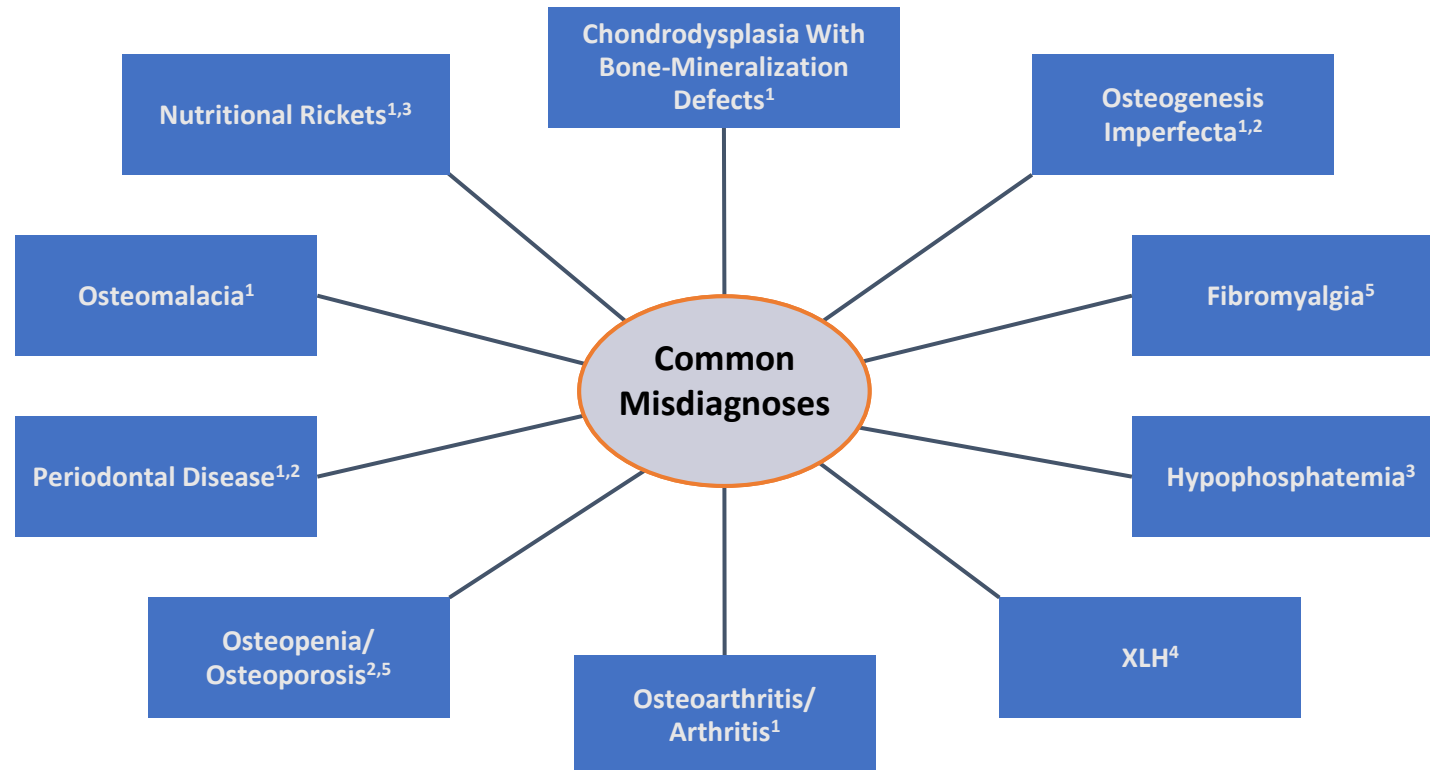 Chondrodysplasia With
Bone-Mineralization
Defects¹
Nutritional Rickets¹,³
Osteogenesis
Imperfecta¹,²
Osteomalacia¹
Fibromyalgia⁵
Common
Misdiagnoses
Periodontal Disease¹,²
Hypophosphatemia³
Osteopenia/
Osteoporosis²,⁵
XLH⁴
Osteoarthritis/
Arthritis¹